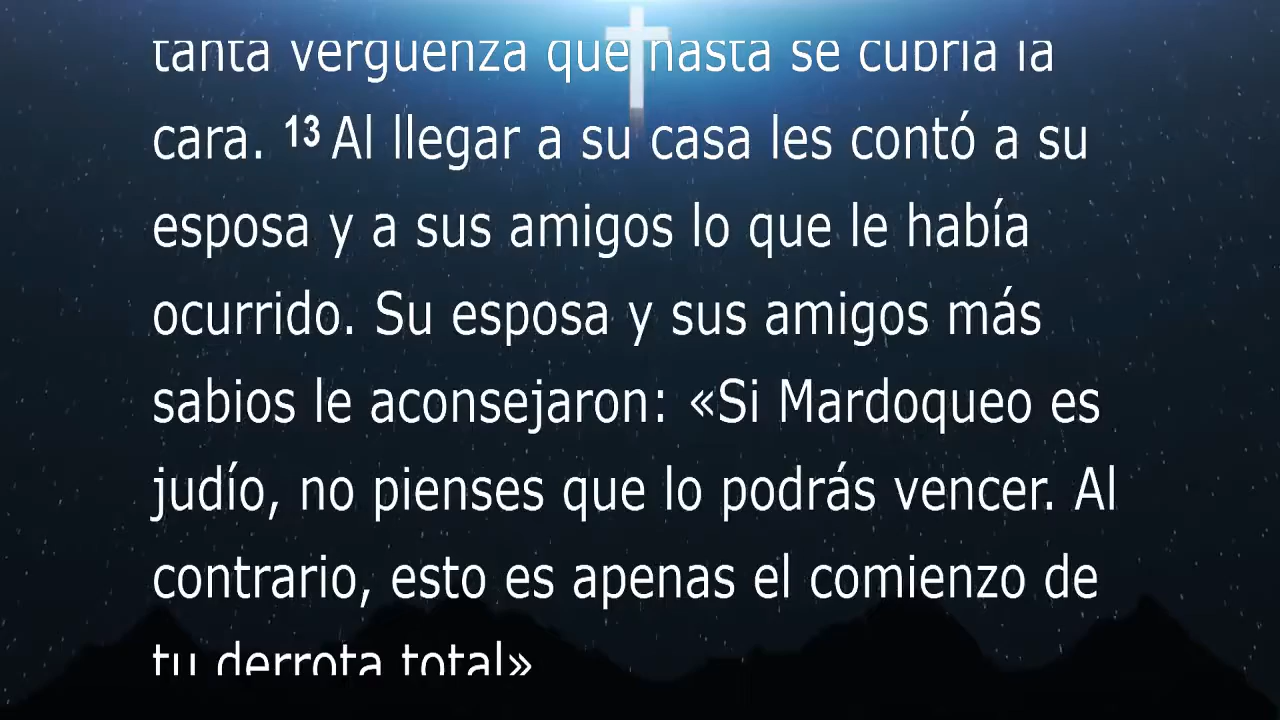 tanta vergüenza que hasta se cubría la
cara. 13 Al llegar a su casa les contó a su
esposa y a sus amigos lo que le había
ocurrido. Su esposa y sus amigos más
sabios le aconsejaron: «Si Mardoqueo es
judío, no pienses que lo podrás vencer. Al
contrario, esto es apenas el comienzo de
tu derrota total»